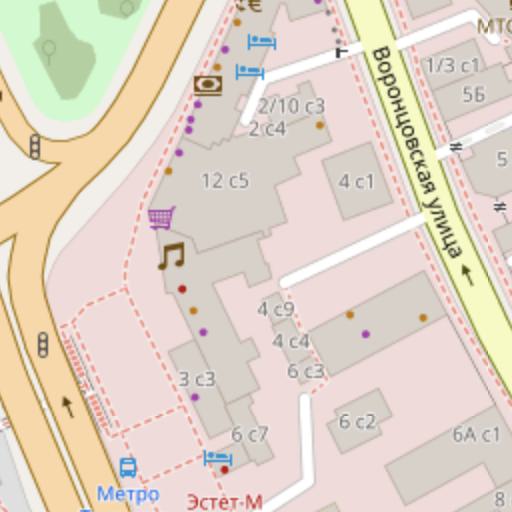 МТС
Воронцовская улица
1/3 с1
5Б
2/10 с3
2 с4
5
12 с5
4 с1
4 с9
4 с4
6 с3
3 с3
6 с2
6 с7
6А с1
Метро
Эстет-М
8